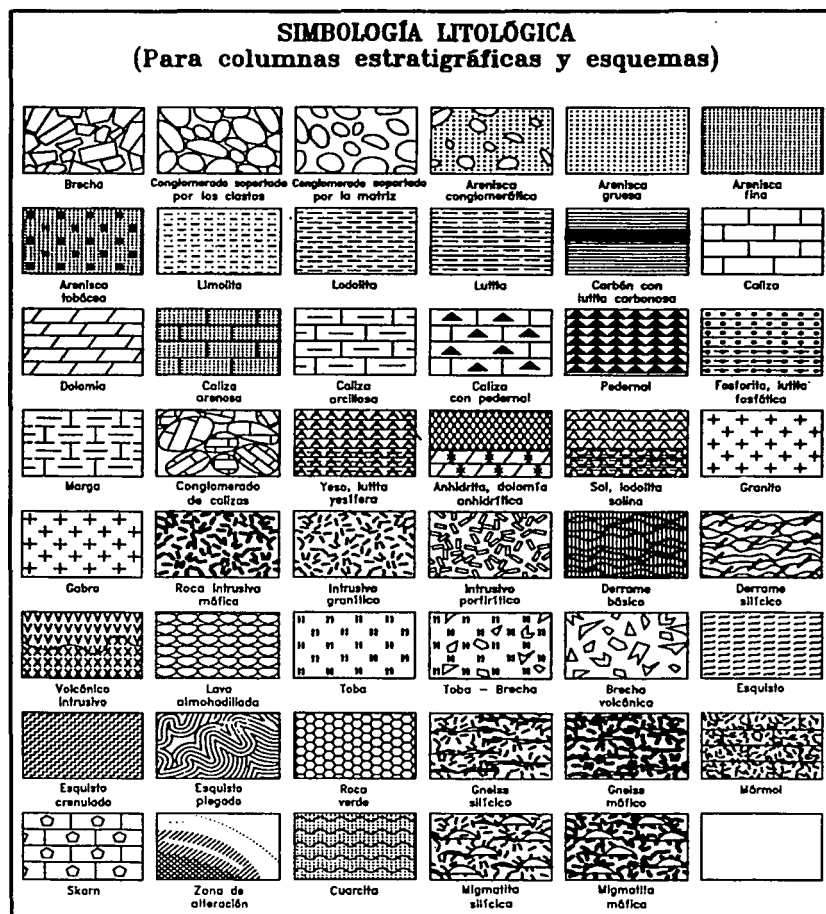 SIMBOLOGÍA LITOLÓGICA
(Para columnas estratigráficas y esquemas)
Brecha
Conglomerado soportado
por los clastos
Conglomerado soportado
por la matriz
Arenisca
conglomerática
Arenisca
gruesa
Arenisca
fina
Arenisca
tobácea
Limolita
Lodolita
Lutita
Carbón con
lutita carbonosa
Caliza
Dolomía
Caliza
arenosa
Caliza
arcillosa
Caliza
con pedernal
Pedernal
Fosforita, lutita
fosfática
Marga
Conglomerado
de calizas
Yeso, lutita
yesífera
Anhidrita, dolomía
anhidrítica
Sal, lodolita
salina
Granito
Gabro
Roca intrusiva
máfica
Intrusivo
granítico
Intrusivo
porfirítico
Derrame
básico
Derrame
silícico
Volcánico
intrusivo
Lava
almohadillada
Toba
Toba - Brecha
Brecha
volcánica
Esquisto
Esquisto
crenulado
Esquisto
plegado
Roca
verde
Gneiss
silícico
Gneiss
máfico
Mármol
Skarn
Zona de
alteración
Cuarcita
Migmatita
silícica
Migmatita
máfica